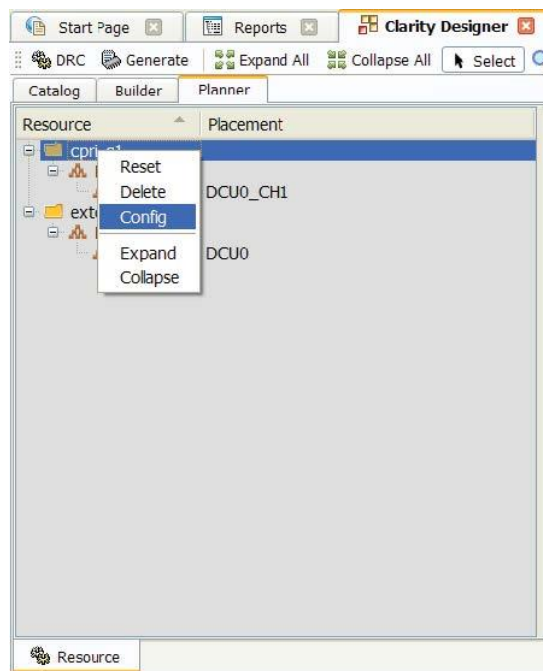 Start Page Reports Clarity Designer
DRC Generate Expand All Collapse All Select
Catalog Builder Planner
Resource Placement
Reset
Delete DCU0_CH1
Config
Expand DCU0
Collapse
Resource